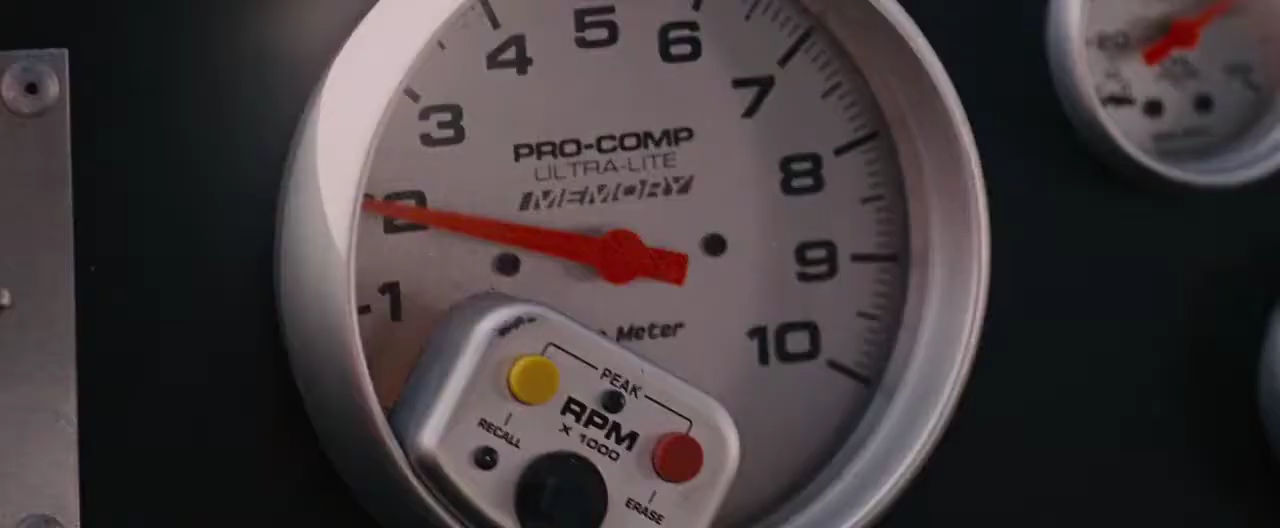 5
4
6
3
7
PRO-COMP
ULTRA-LITE
MEMORY
8
2
9
1
Meter
10
PEAK
RPM
X 1000
RECALL
ERASE